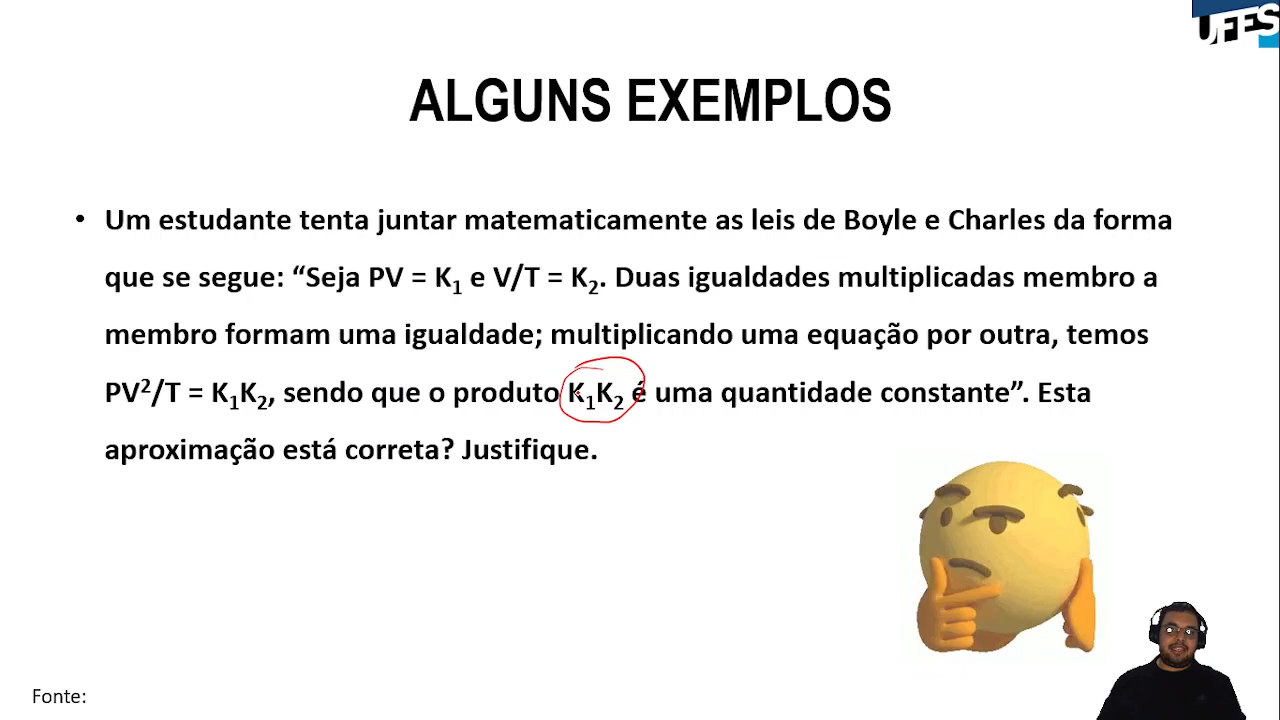 UFES
ALGUNS EXEMPLOS
• Um estudante tenta juntar matematicamente as leis de Boyle e Charles da forma
que se segue: “Seja PV = K₁ e V/T = K₂. Duas igualdades multiplicadas membro a
membro formam uma igualdade; multiplicando uma equação por outra, temos
PV²/T = K₁K₂, sendo que o produto K₁K₂ é uma quantidade constante”. Esta
aproximação está correta? Justifique.
Fonte: